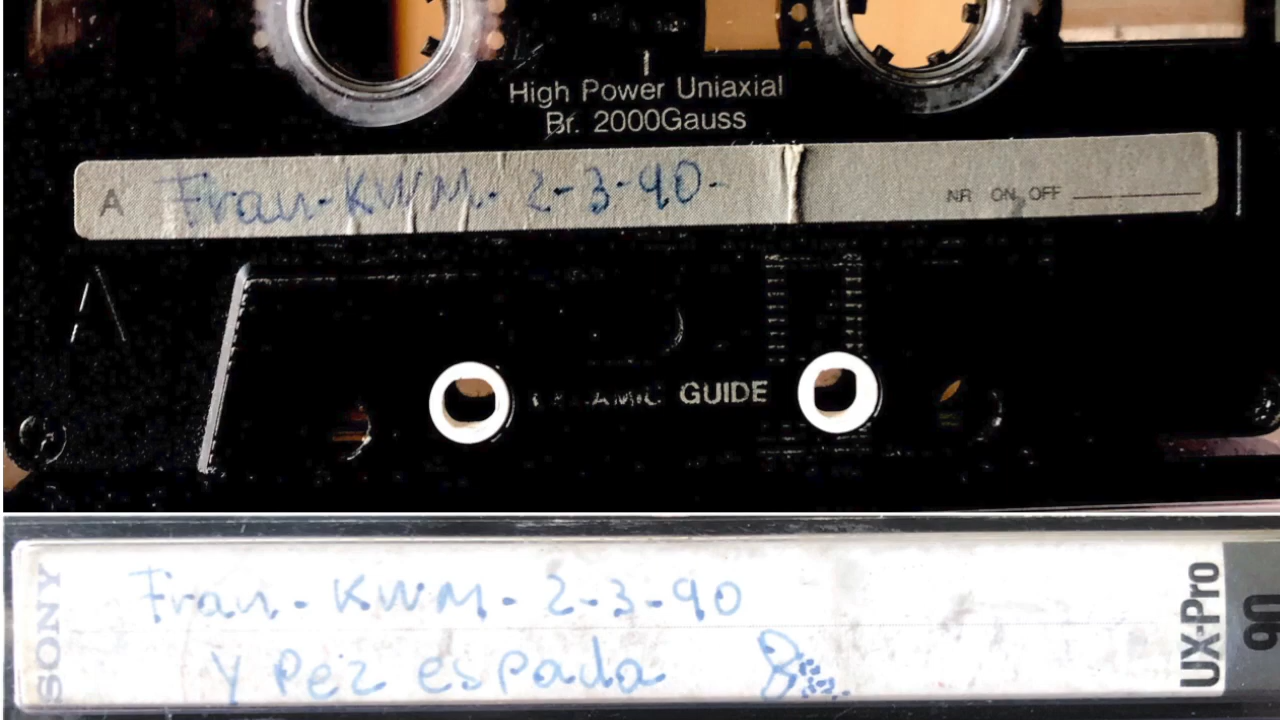 High Power Uniaxial
Br. 2000Gauss
A Fran-KWM- 2-3-90-
NR ON OFF
A
GUIDE
SONY
Fran- KWM- 2-3-90
y Pez espada
UX-Pro
90